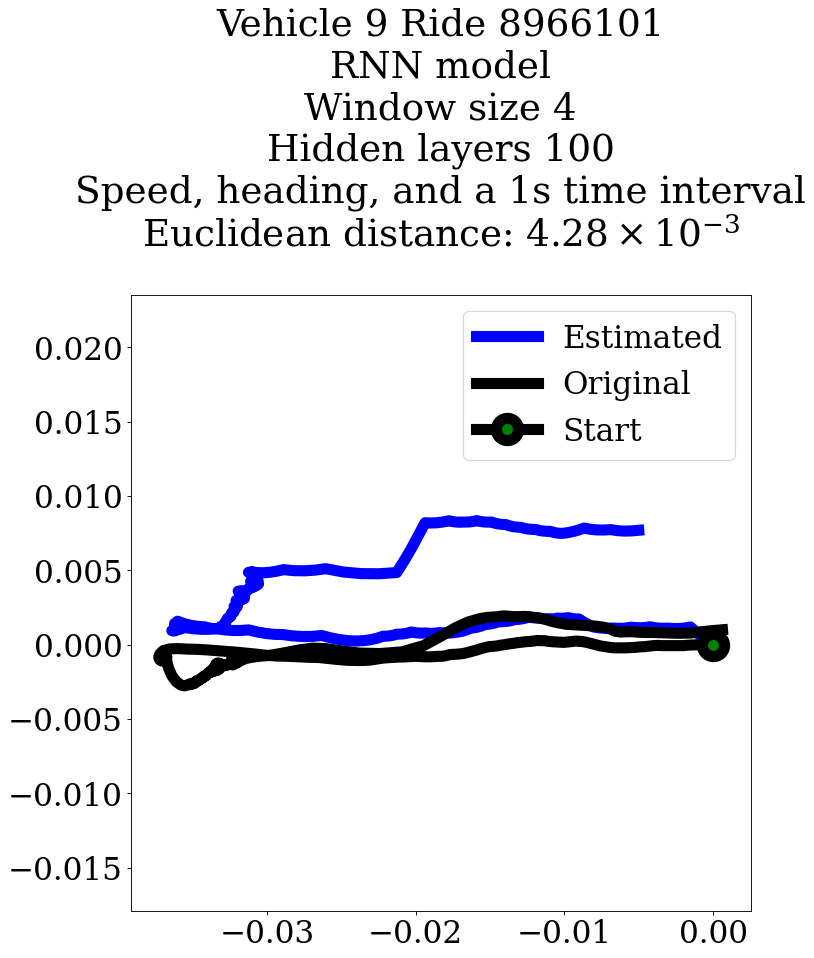 Vehicle 9 Ride 8966101
RNN model
Window size 4
Hidden layers 100
Speed, heading, and a 1s time interval
Euclidean distance: 4.28 × 10⁻³
Estimated
Original
Start
0.020
0.015
0.010
0.005
0.000
−0.005
−0.010
−0.015
−0.03 −0.02 −0.01 0.00